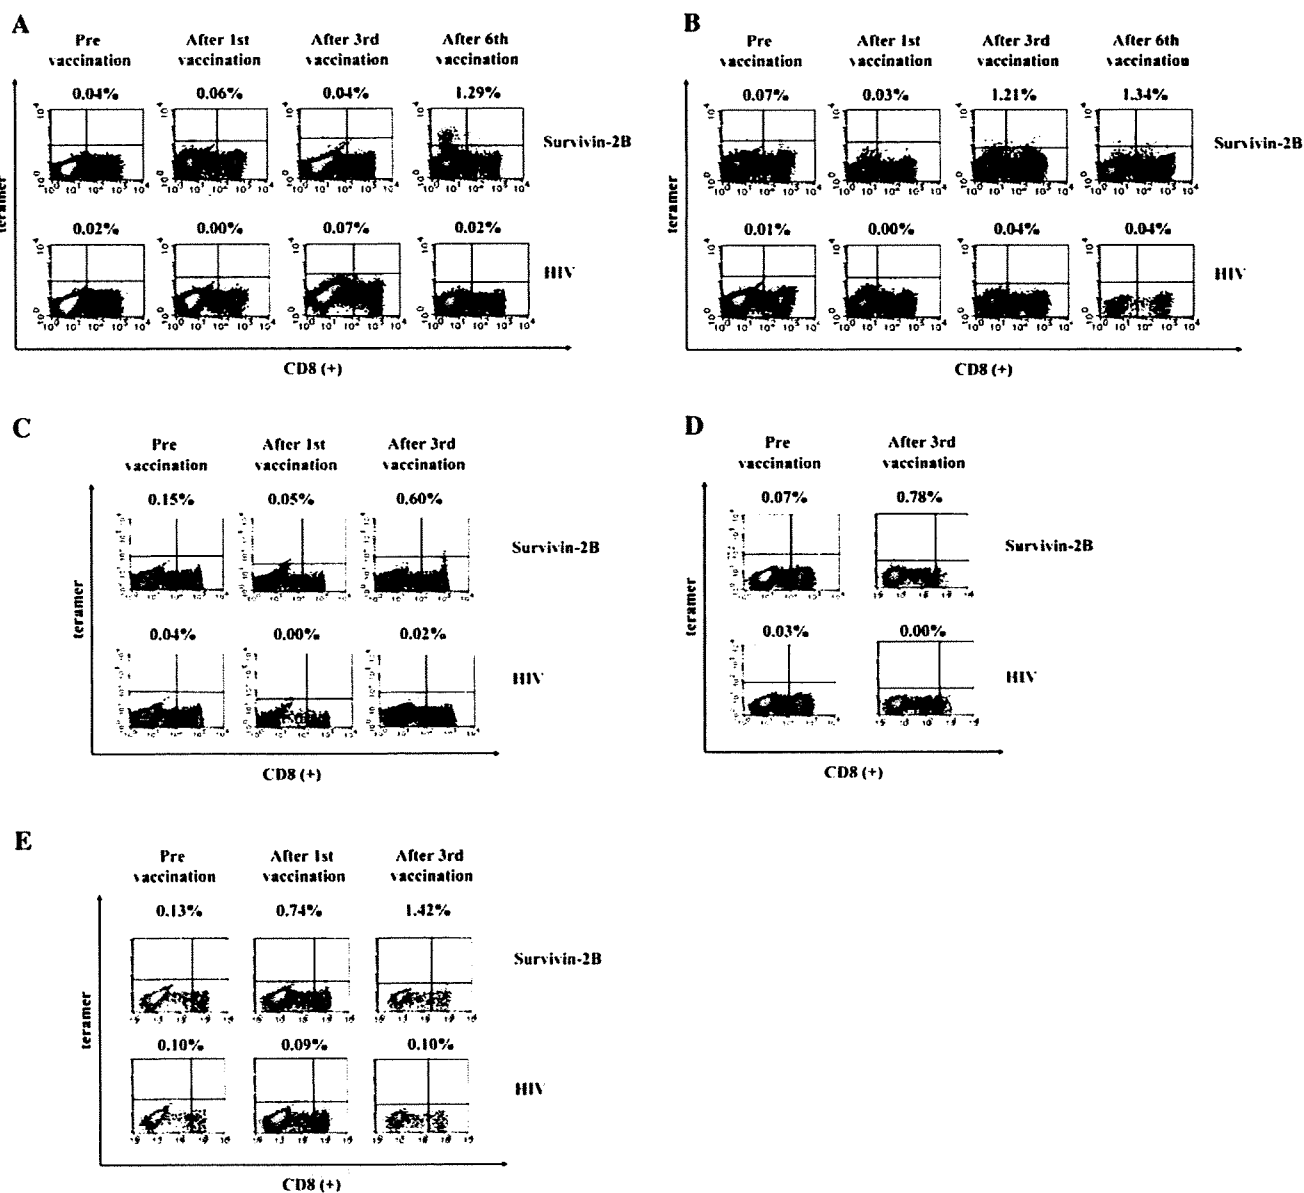 A
Pre vaccination
After 1st vaccination
After 3rd vaccination
After 6th vaccination
0.04% 0.06% 0.04% 1.29%
Survivin-2B
0.02% 0.00% 0.07% 0.02%
HIV
teramer
CD8 (+)
B
Pre vaccination
After 1st vaccination
After 3rd vaccination
After 6th vaccination
0.07% 0.03% 1.21% 1.34%
Survivin-2B
0.01% 0.00% 0.04% 0.04%
HIV
teramer
CD8 (+)
C
Pre vaccination
After 1st vaccination
After 3rd vaccination
0.15% 0.05% 0.60%
Survivin-2B
0.04% 0.00% 0.02%
HIV
teramer
CD8 (+)
D
Pre vaccination
After 3rd vaccination
0.07% 0.78%
Survivin-2B
0.03% 0.00%
HIV
teramer
CD8 (+)
E
Pre vaccination
After 1st vaccination
After 3rd vaccination
0.13% 0.74% 1.42%
Survivin-2B
0.10% 0.09% 0.10%
HIV
teramer
CD8 (+)